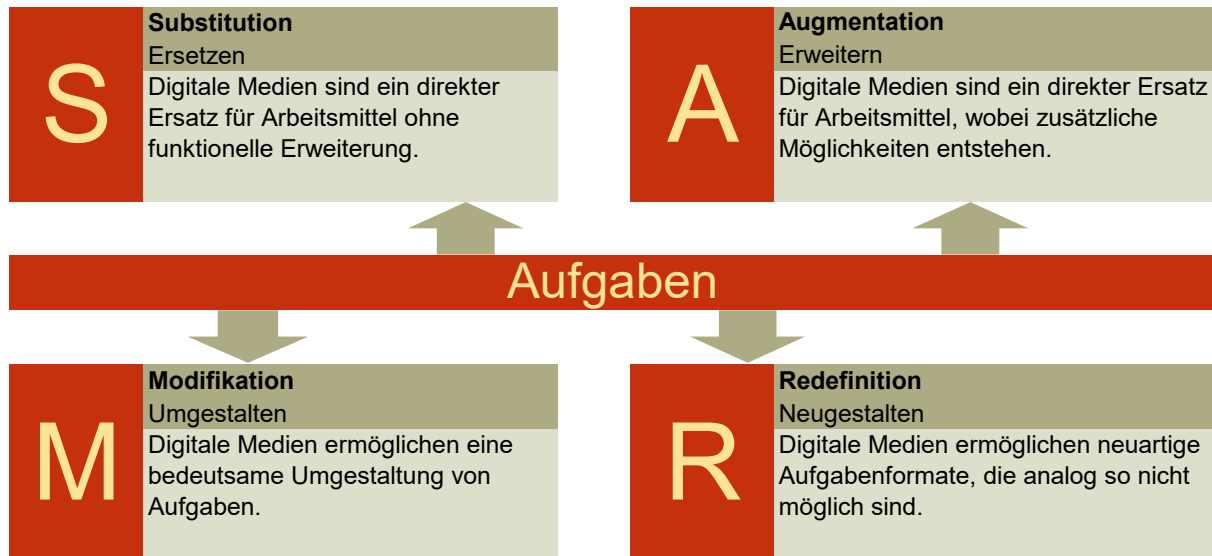 S
Substitution
Ersetzen
Digitale Medien sind ein direkter
Ersatz für Arbeitsmittel ohne
funktionelle Erweiterung.
A
Augmentation
Erweitern
Digitale Medien sind ein direkter Ersatz
für Arbeitsmittel, wobei zusätzliche
Möglichkeiten entstehen.
Aufgaben
M
Modifikation
Umgestalten
Digitale Medien ermöglichen eine
bedeutsame Umgestaltung von
Aufgaben.
R
Redefinition
Neugestalten
Digitale Medien ermöglichen neuartige
Aufgabenformate, die analog so nicht
möglich sind.